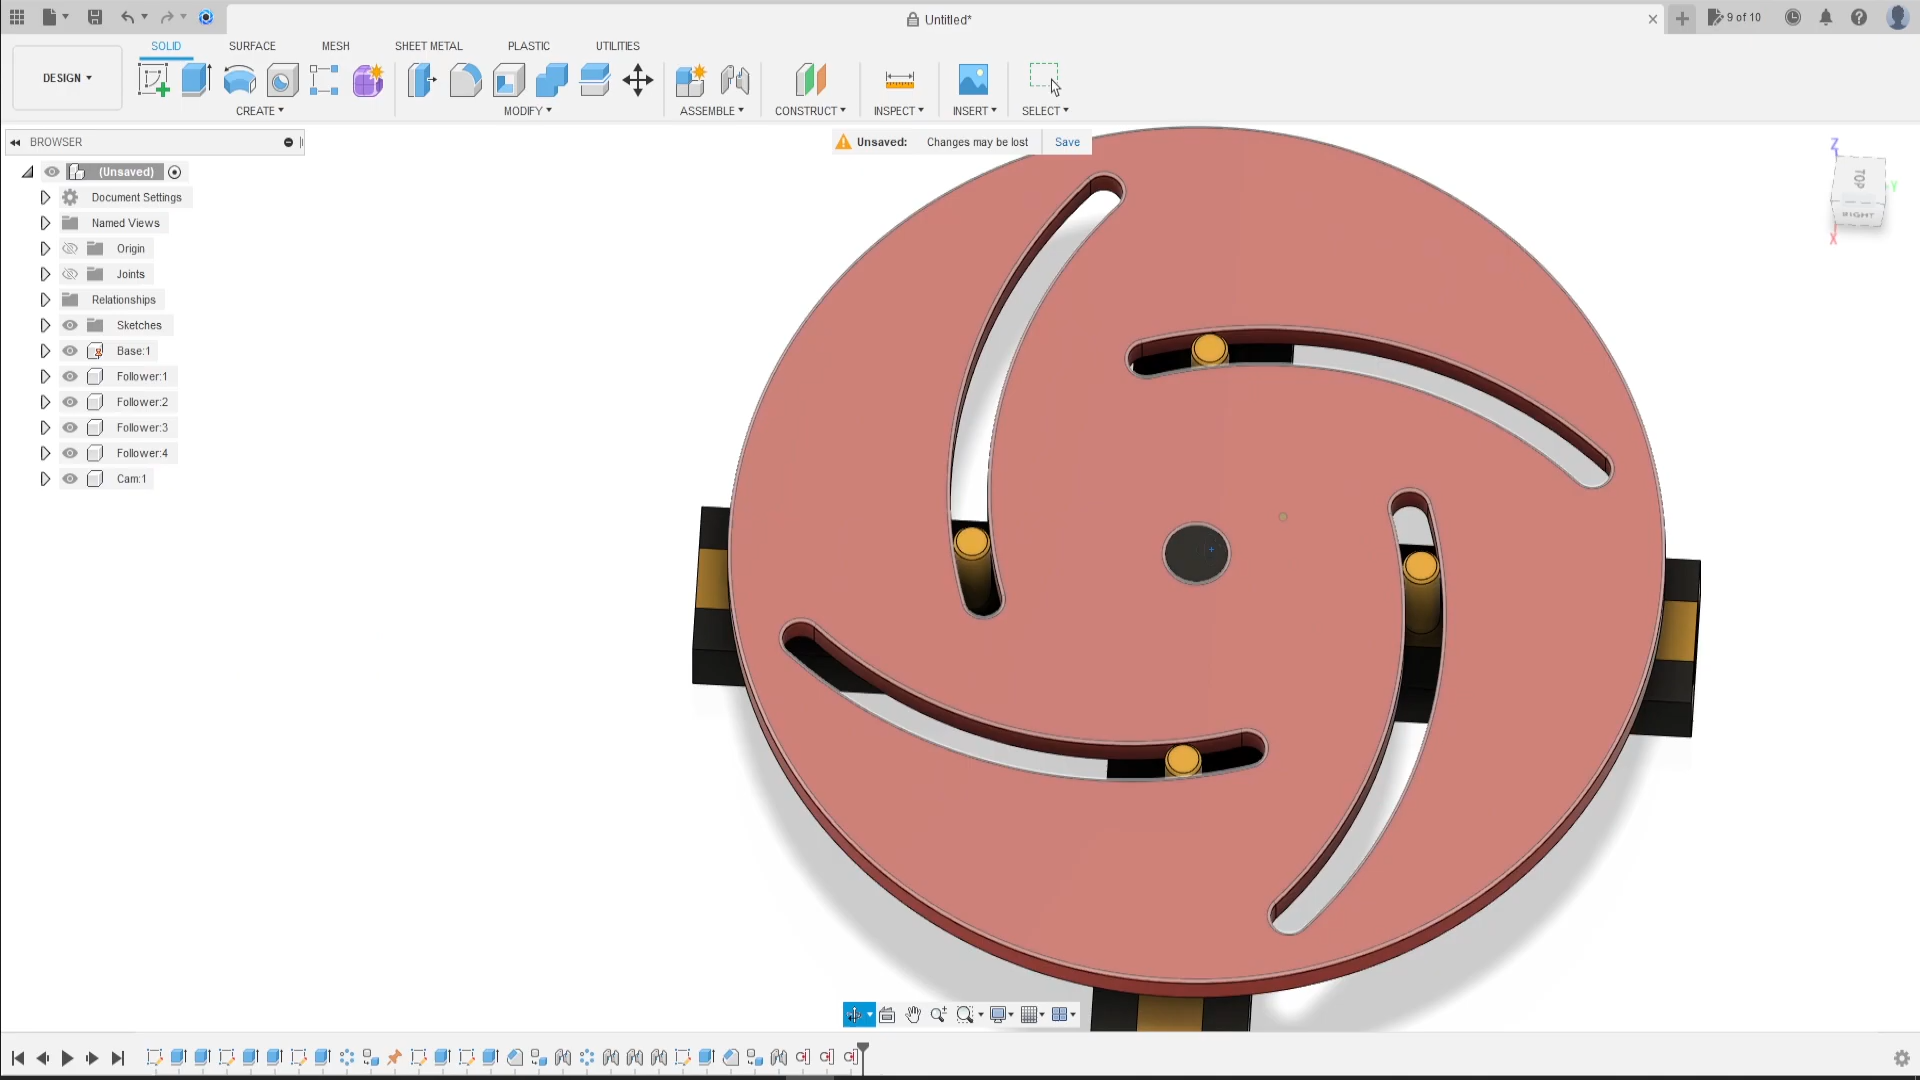 Untitled*
9 of 10
DESIGN
SOLID
SURFACE
MESH
SHEET METAL
PLASTIC
UTILITIES
CREATE
MODIFY
ASSEMBLE
CONSTRUCT
INSPECT
INSERT
SELECT
BROWSER
Unsaved: Changes may be lost Save
(Unsaved)
Document Settings
Named Views
Origin
Joints
Relationships
Sketches
Base:1
Follower:1
Follower:2
Follower:3
Follower:4
Cam:1
Z
TOP
Y
RIGHT
X